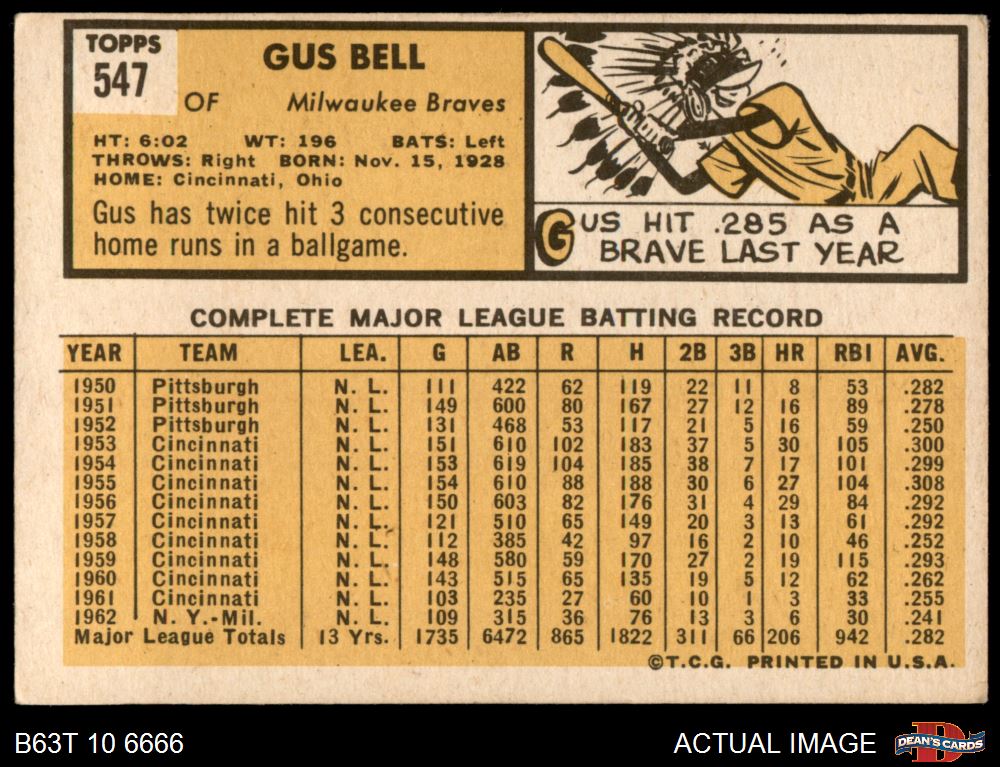 TOPPS
547
GUS BELL
OF Milwaukee Braves
HT: 6:02 WT: 196 BATS: Left
THROWS: Right BORN: Nov. 15, 1928
HOME: Cincinnati, Ohio
Gus has twice hit 3 consecutive
home runs in a ballgame.
GUS HIT .285 AS A
BRAVE LAST YEAR
COMPLETE MAJOR LEAGUE BATTING RECORD
YEAR TEAM LEA. G AB R H 2B 3B HR RBI AVG.
1950 Pittsburgh N. L. 111 422 62 119 22 11 8 53 .282
1951 Pittsburgh N. L. 149 600 80 167 27 12 16 89 .278
1952 Pittsburgh N. L. 131 468 53 117 21 5 16 59 .250
1953 Cincinnati N. L. 151 610 102 183 37 5 30 105 .300
1954 Cincinnati N. L. 153 619 104 185 38 7 17 101 .299
1955 Cincinnati N. L. 154 610 88 188 30 6 27 104 .308
1956 Cincinnati N. L. 150 603 82 176 31 4 29 84 .292
1957 Cincinnati N. L. 121 510 65 149 20 3 13 61 .292
1958 Cincinnati N. L. 112 385 42 97 16 2 10 46 .252
1959 Cincinnati N. L. 148 580 59 170 27 2 19 115 .293
1960 Cincinnati N. L. 143 515 65 135 19 5 12 62 .262
1961 Cincinnati N. L. 103 235 27 60 10 1 3 33 .255
1962 N. Y.-Mil. N. L. 109 315 36 76 13 3 6 30 .241
Major League Totals 13 Yrs. 1735 6472 865 1822 311 66 206 942 .282
©T.C.G. PRINTED IN U.S.A.
B63T 10 6666
ACTUAL IMAGE
D
DEAN'S CARDS